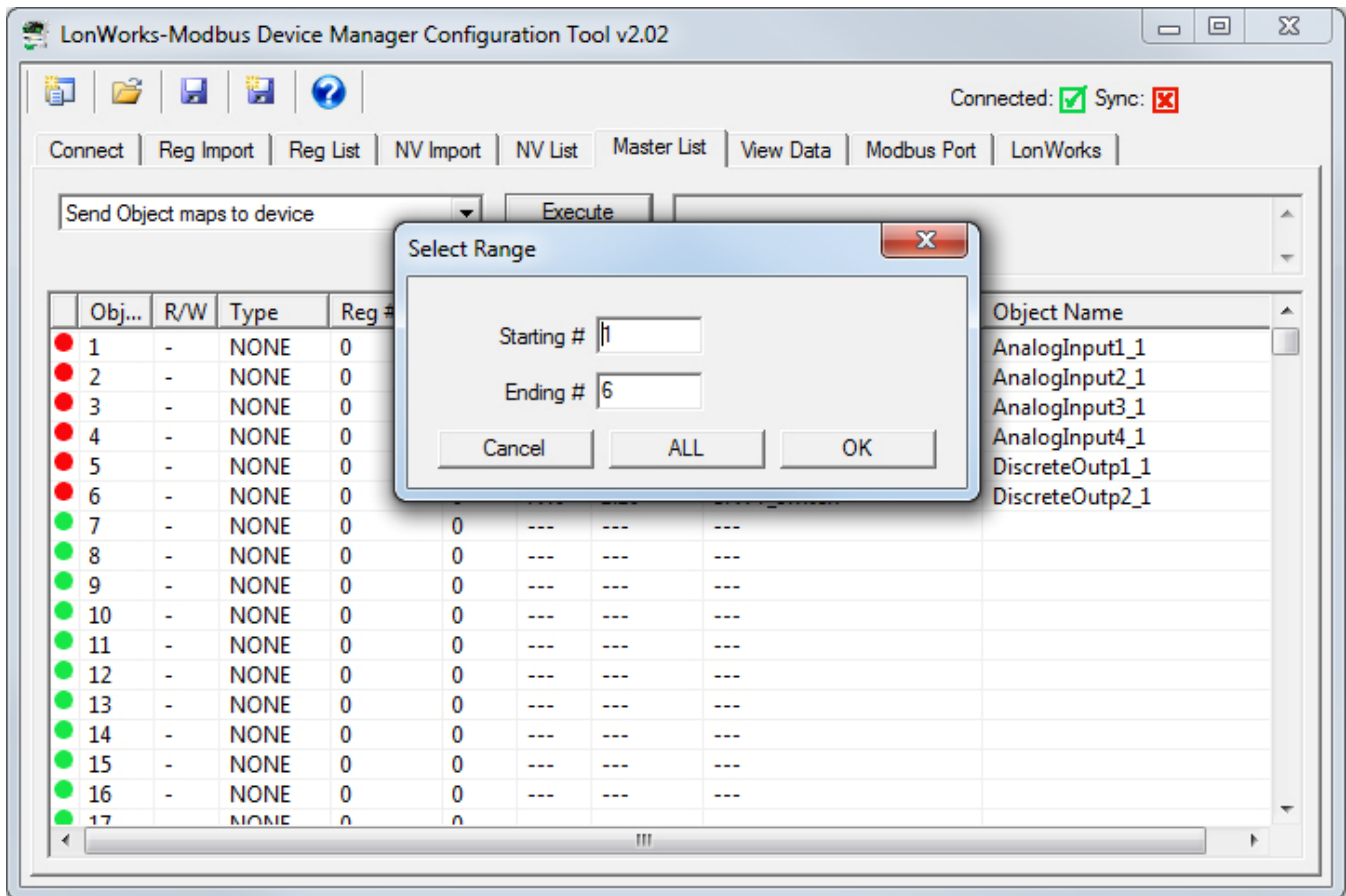 LonWorks-Modbus Device Manager Configuration Tool v2.02
Connected: Sync:
Connect Reg Import Reg List NV Import NV List Master List View Data Modbus Port LonWorks
Send Object maps to device Execute
Select Range
Starting # 1
Ending # 6
Cancel ALL OK
Obj... R/W Type Reg # Object Name
1 - NONE 0 AnalogInput1_1
2 - NONE 0 AnalogInput2_1
3 - NONE 0 AnalogInput3_1
4 - NONE 0 AnalogInput4_1
5 - NONE 0 DiscreteOutp1_1
6 - NONE 0 DiscreteOutp2_1
7 - NONE 0 0 --- --- ---
8 - NONE 0 0 --- --- ---
9 - NONE 0 0 --- --- ---
10 - NONE 0 0 --- --- ---
11 - NONE 0 0 --- --- ---
12 - NONE 0 0 --- --- ---
13 - NONE 0 0 --- --- ---
14 - NONE 0 0 --- --- ---
15 - NONE 0 0 --- --- ---
16 - NONE 0 0 --- --- ---
17 NONE 0 0